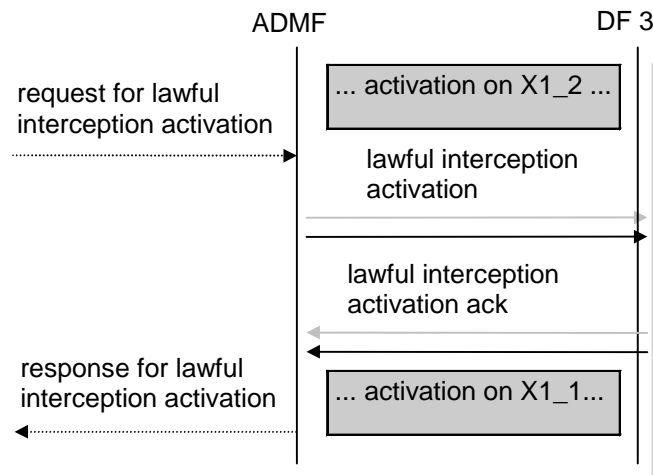 ADMF
DF 3
request for lawful
interception activation
... activation on X1_2 ...
lawful interception
activation
lawful interception
activation ack
response for lawful
interception activation
... activation on X1_1...